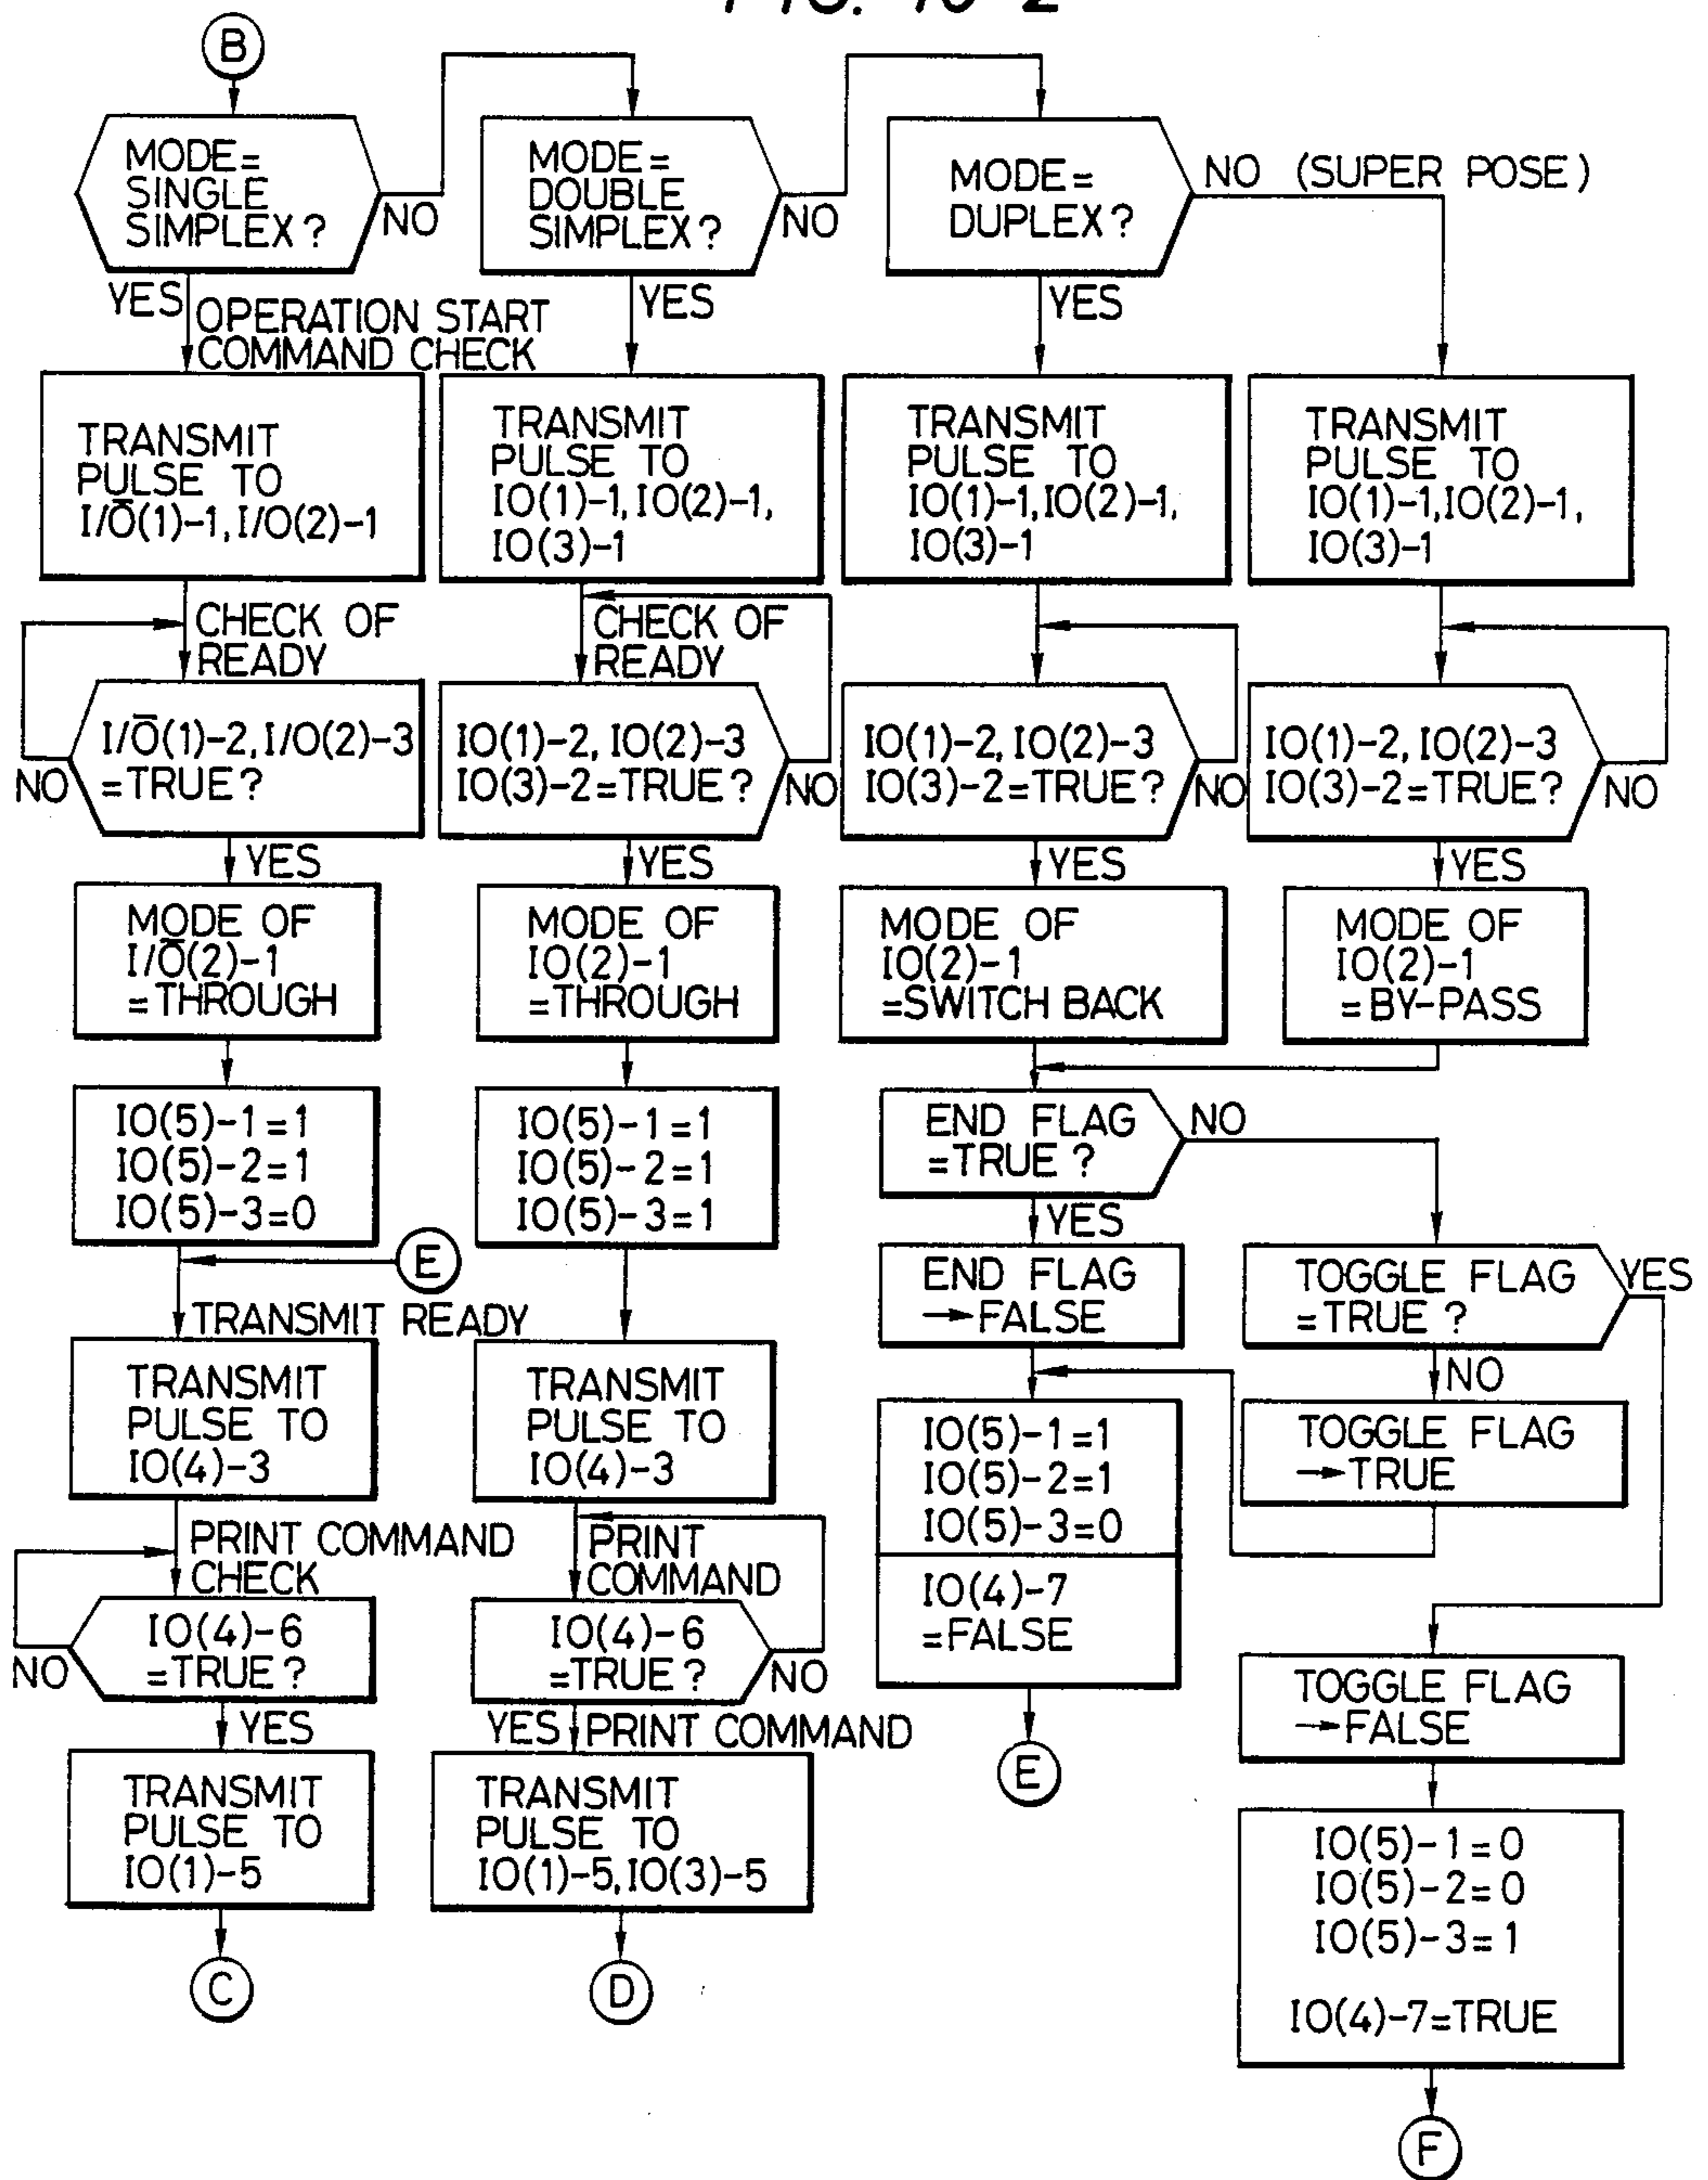 FIG. 10-2
B
MODE=
SINGLE
SIMPLEX?
NO
MODE=
DOUBLE
SIMPLEX?
NO
MODE=
DUPLEX?
NO (SUPER POSE)
YES
OPERATION START
COMMAND CHECK
YES
YES
TRANSMIT
PULSE TO
I/Ō(1)-1, I/O(2)-1
TRANSMIT
PULSE TO
IO(1)-1, IO(2)-1,
IO(3)-1
TRANSMIT
PULSE TO
IO(1)-1, IO(2)-1,
IO(3)-1
TRANSMIT
PULSE TO
IO(1)-1, IO(2)-1,
IO(3)-1
CHECK OF
READY
CHECK OF
READY
I/Ō(1)-2, I/O(2)-3
=TRUE?
NO
IO(1)-2, IO(2)-3
IO(3)-2=TRUE?
NO
IO(1)-2, IO(2)-3
IO(3)-2=TRUE?
NO
IO(1)-2, IO(2)-3
IO(3)-2=TRUE?
NO
YES
YES
YES
YES
MODE OF
I/Ō(2)-1
=THROUGH
MODE OF
IO(2)-1
=THROUGH
MODE OF
IO(2)-1
=SWITCH BACK
MODE OF
IO(2)-1
=BY-PASS
IO(5)-1=1
IO(5)-2=1
IO(5)-3=0
IO(5)-1=1
IO(5)-2=1
IO(5)-3=1
END FLAG
=TRUE?
NO
YES
E
END FLAG
→FALSE
TOGGLE FLAG
=TRUE?
YES
NO
TRANSMIT READY
TRANSMIT
PULSE TO
IO(4)-3
TRANSMIT
PULSE TO
IO(4)-3
IO(5)-1=1
IO(5)-2=1
IO(5)-3=0
IO(4)-7
=FALSE
TOGGLE FLAG
→TRUE
PRINT COMMAND
CHECK
PRINT
COMMAND
IO(4)-6
=TRUE?
NO
IO(4)-6
=TRUE?
NO
TOGGLE FLAG
→FALSE
YES
YES
PRINT COMMAND
E
TRANSMIT
PULSE TO
IO(1)-5
TRANSMIT
PULSE TO
IO(1)-5, IO(3)-5
IO(5)-1=0
IO(5)-2=0
IO(5)-3=1
IO(4)-7=TRUE
C
D
F